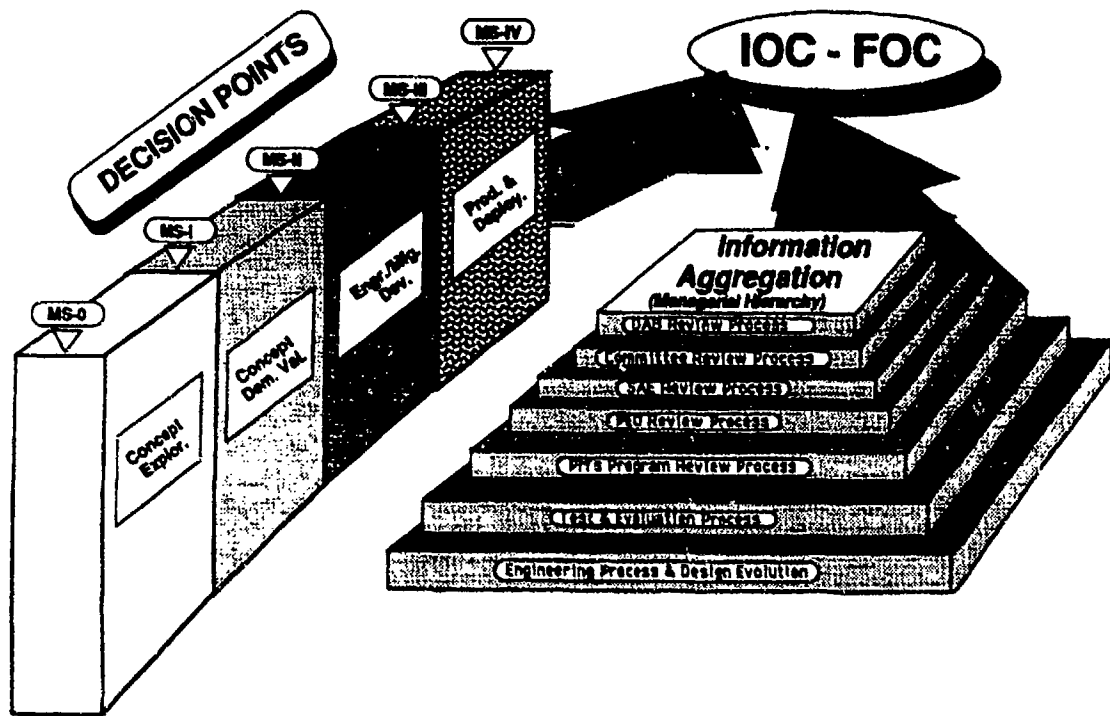 DECISION POINTS
MS-0
MS-I
MS-II
MS-III
MS-IV
Concept
Explor.
Concept
Dem. Val.
Engr./Mfg.
Dev.
Prod. &
Deploy.
IOC - FOC
Information
Aggregation
(Managerial Hierarchy)
DAB Review Process
Committee Review Process
SAE Review Process
PEO Review Process
Program Review Process
Test & Evaluation Process
Engineering Process & Design Evolution